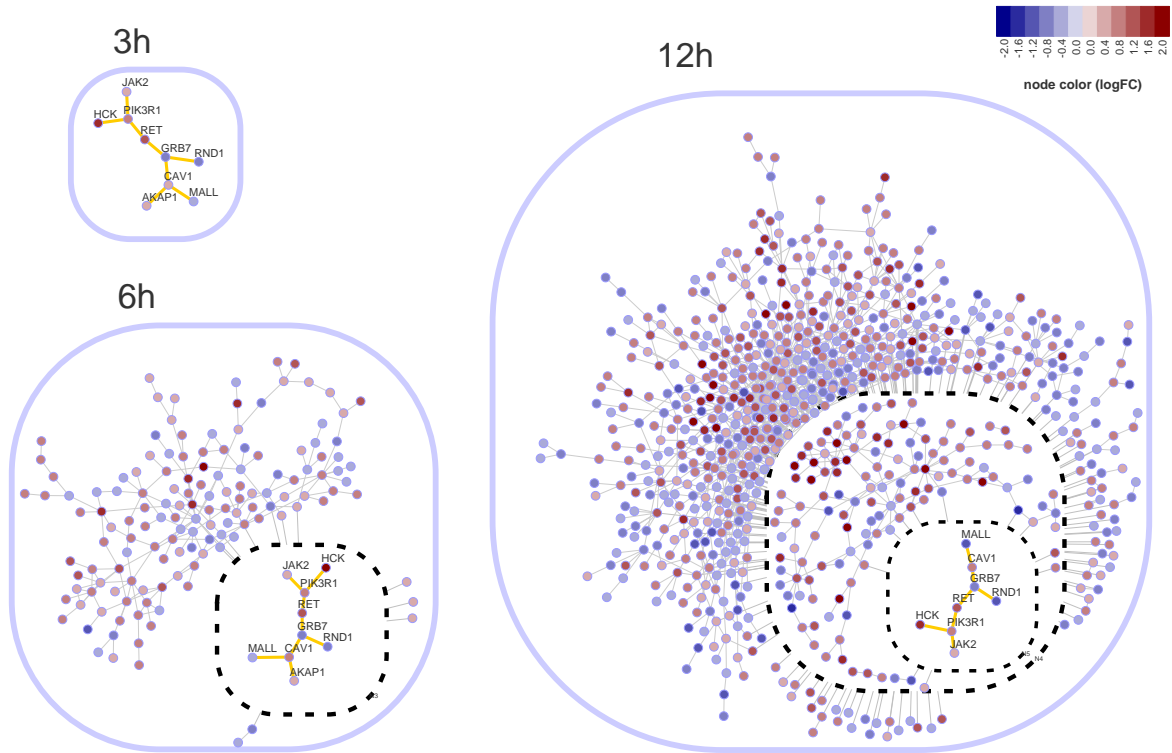 3h
JAK2
HCK
PIK3R1
RET
GRB7
RND1
CAV1
AKAP1
MALL
6h
JAK2
HCK
PIK3R1
RET
GRB7
RND1
MALL
CAV1
AKAP1
12h
MALL
CAV1
GRB7
RET
RND1
HCK
PIK3R1
JAK2
N5
N4
-2.0
-1.6
-1.2
-0.8
-0.4
0.0
0.0
0.4
0.8
1.2
1.6
2.0
node color (logFC)